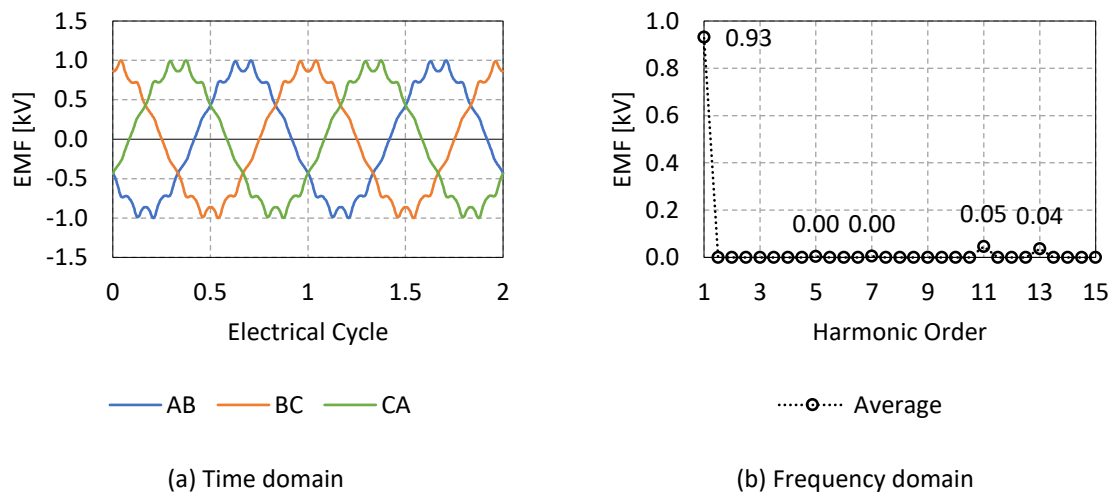 EMF [kV]
1.5
1.0
0.5
0.0
-0.5
-1.0
-1.5
0 0.5 1 1.5 2
Electrical Cycle
AB BC CA
(a) Time domain
EMF [kV]
1.0
0.8
0.6
0.4
0.2
0.0
0.93
0.00 0.00 0.05 0.04
1 3 5 7 9 11 13 15
Harmonic Order
Average
(b) Frequency domain